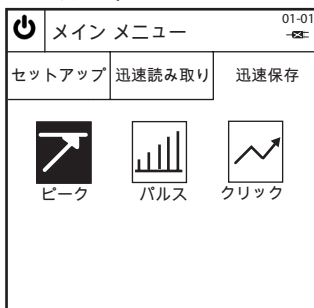 メイン メニュー
01-01
セットアップ 迅速読み取り 迅速保存
ピーク パルス クリック